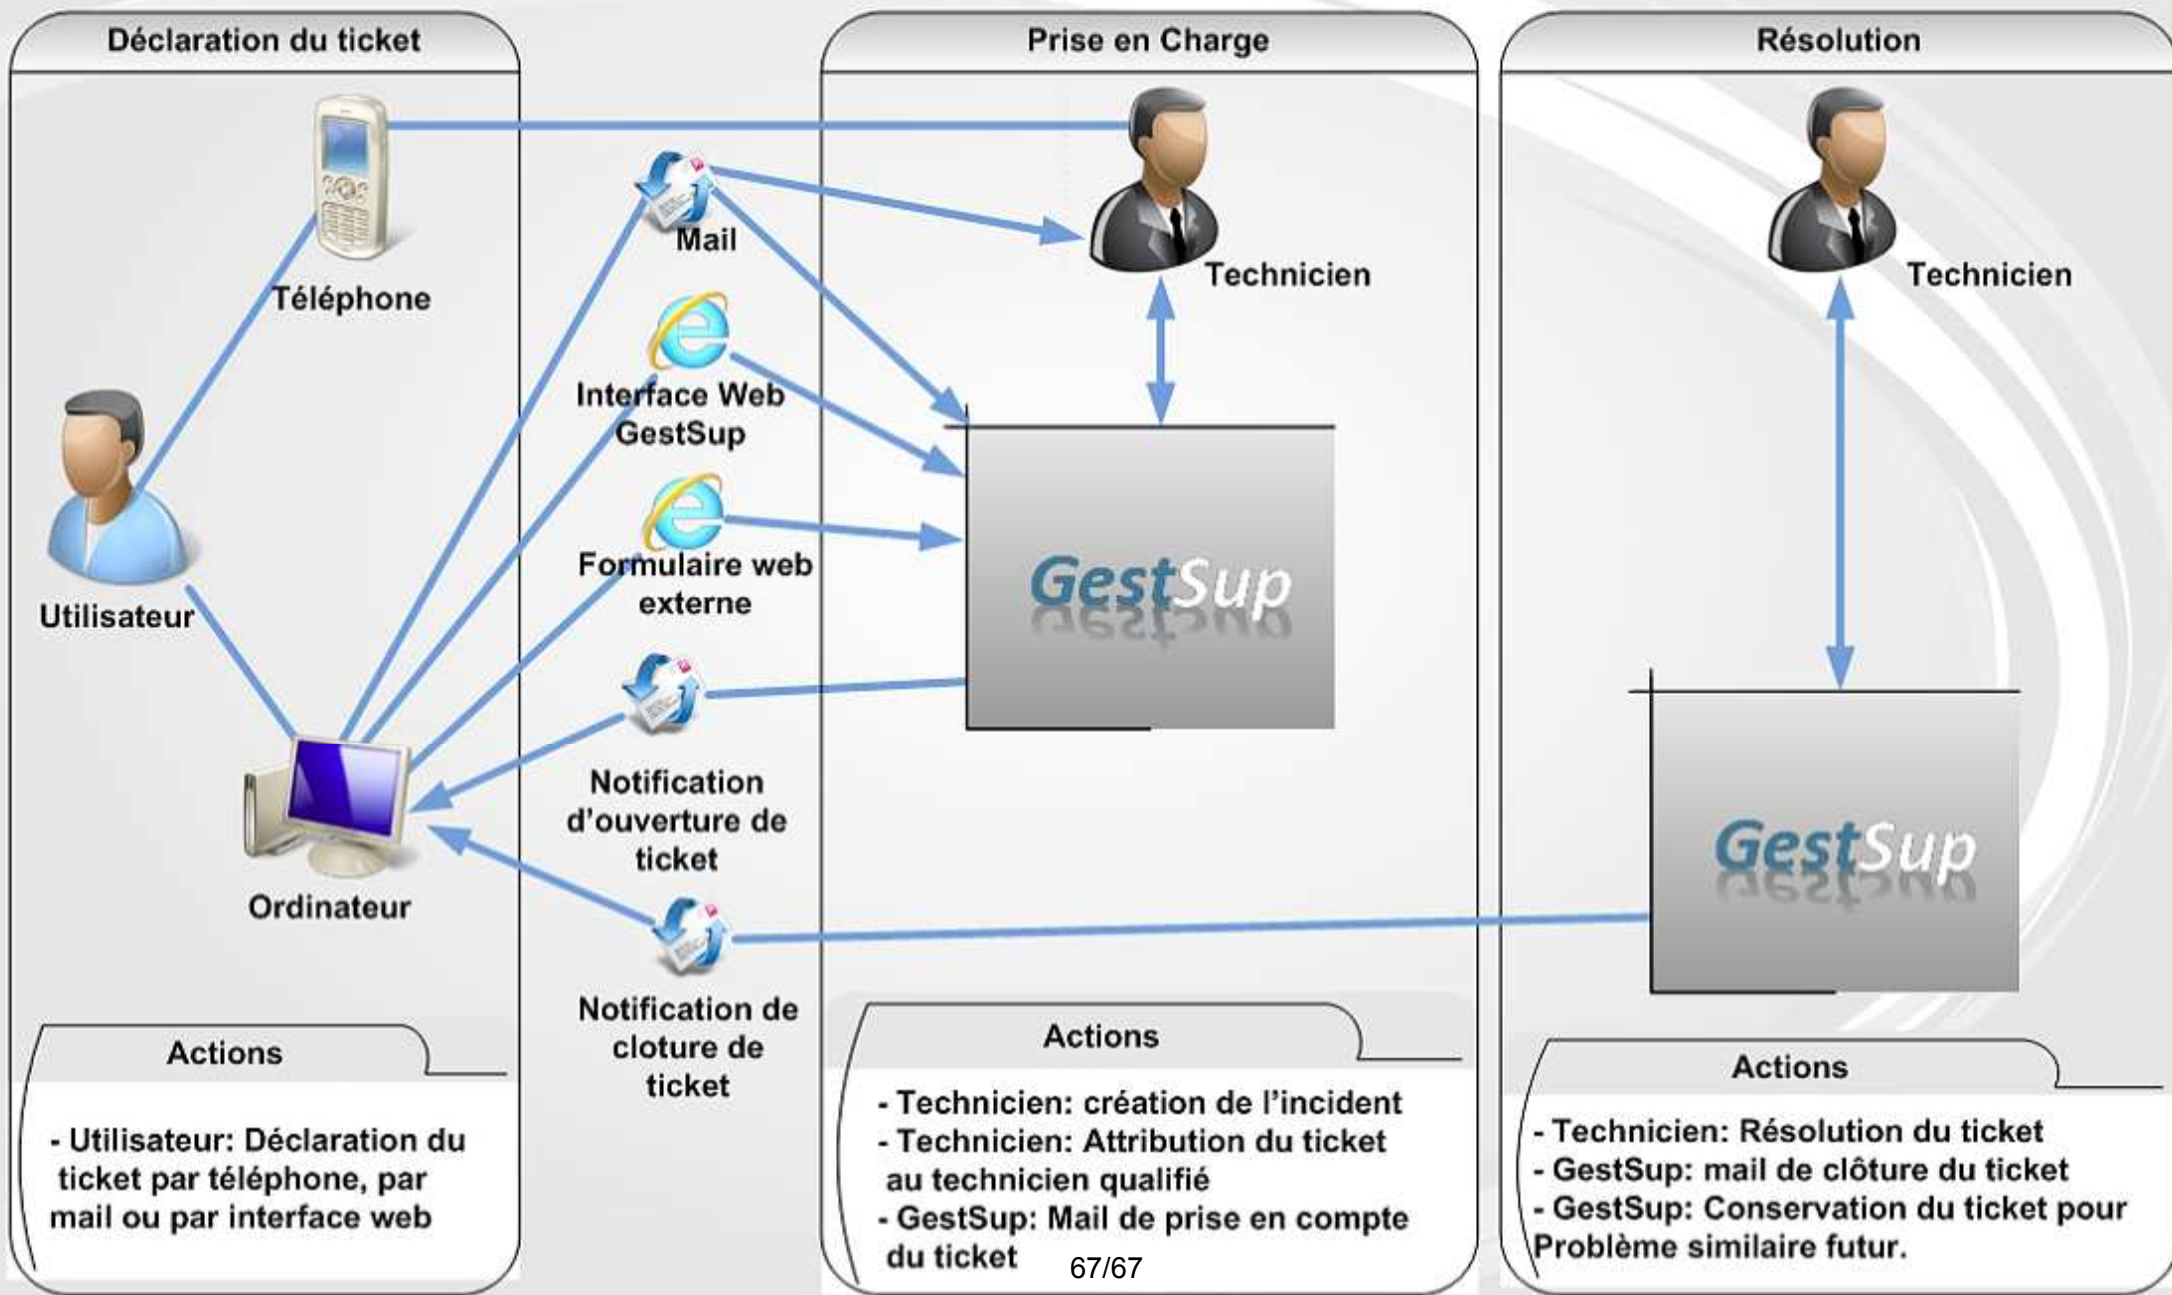 Déclaration du ticket
Téléphone
Utilisateur
Ordinateur
Actions
- Utilisateur: Déclaration du
ticket par téléphone, par
mail ou par interface web
Mail
Interface Web
GestSup
Formulaire web
externe
Notification
d'ouverture de
ticket
Notification de
cloture de
ticket
Prise en Charge
Technicien
GestSup
Actions
- Technicien: création de l'incident
- Technicien: Attribution du ticket
au technicien qualifié
- GestSup: Mail de prise en compte
du ticket
67/67
Résolution
Technicien
GestSup
Actions
- Technicien: Résolution du ticket
- GestSup: mail de clôture du ticket
- GestSup: Conservation du ticket pour
Problème similaire futur.